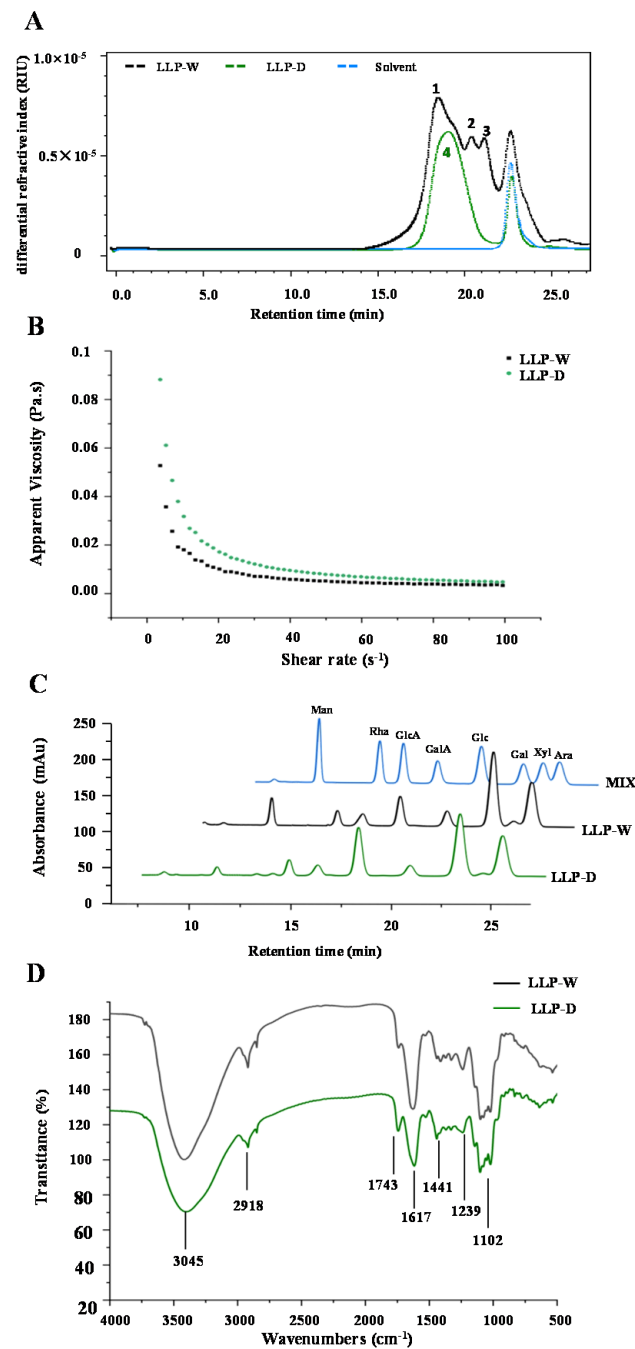 A
1.0×10⁻⁵
LLP-W LLP-D Solvent
1
2
3
4
0.5×10⁻⁵
0
differential refractive index (RIU)
0.0 5.0 10.0 15.0 20.0 25.0
Retention time (min)
B
0.1
0.08
0.06
0.04
0.02
0.00
LLP-W
LLP-D
Apparent Viscosity (Pa.s)
0 20 40 60 80 100
Shear rate (s⁻¹)
C
250
200
150
100
50
0
Absorbance (mAu)
Man
Rha
GlcA
GalA
Glc
Gal
Xyl
Ara
MIX
LLP-W
LLP-D
10 15 20 25
Retention time (min)
D
LLP-W
LLP-D
180
160
140
120
100
80
60
40
20
Transttance (%)
3045
2918
1743
1617
1441
1239
1102
4000 3500 3000 2500 2000 1500 1000 500
Wavenumbers (cm⁻¹)